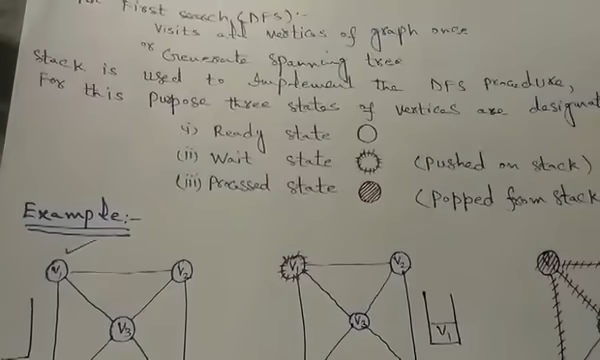 First search (DFS):-
Visits all vertices of graph once
or Generate spanning tree
Stack is used to Implement the DFS procedure,
For this purpose three states of vertices are designat
i) Ready state
(ii) Wait state (pushed on stack)
(iii) Processed state (popped from stack
Example:-
V1 V2 V1 V2
V3 V3 V1